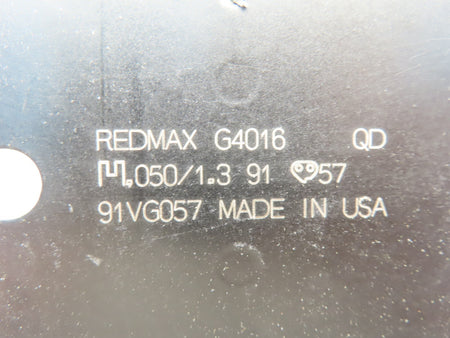 REDMAX G4016 QD
.050/1.3 91 57
91VG057 MADE IN USA